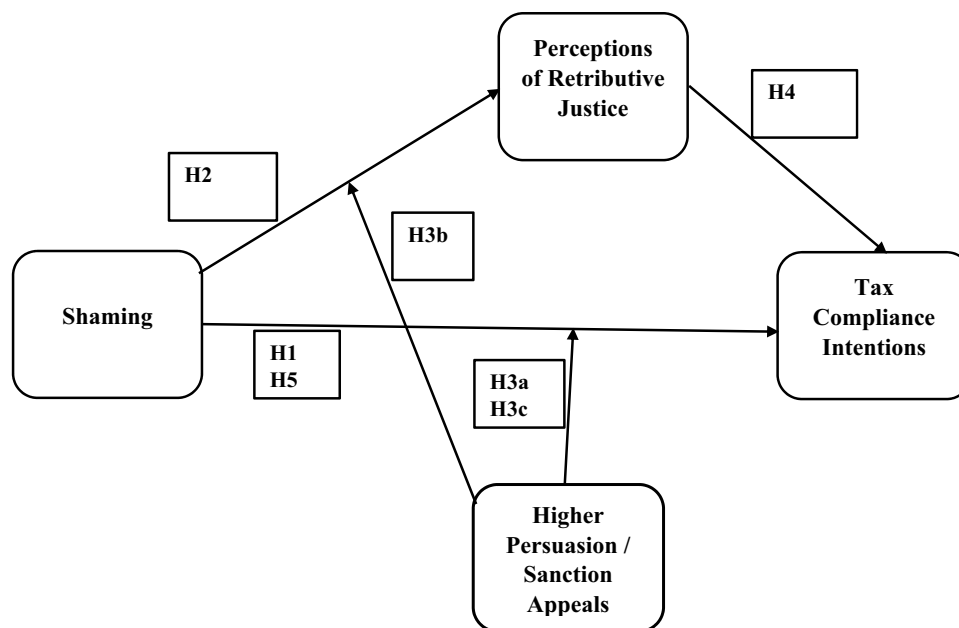 Perceptions
of Retributive
Justice
H4
H2
H3b
Shaming
Tax
Compliance
Intentions
H1
H5
H3a
H3c
Higher
Persuasion /
Sanction
Appeals